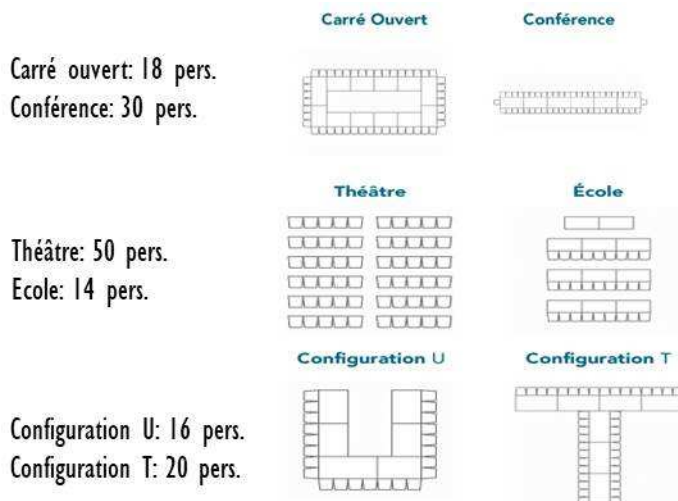 Carré Ouvert Conférence
Carré ouvert: 18 pers.
Conférence: 30 pers.
Théâtre École
Théâtre: 50 pers.
Ecole: 14 pers.
Configuration U Configuration T
Configuration U: 16 pers.
Configuration T: 20 pers.